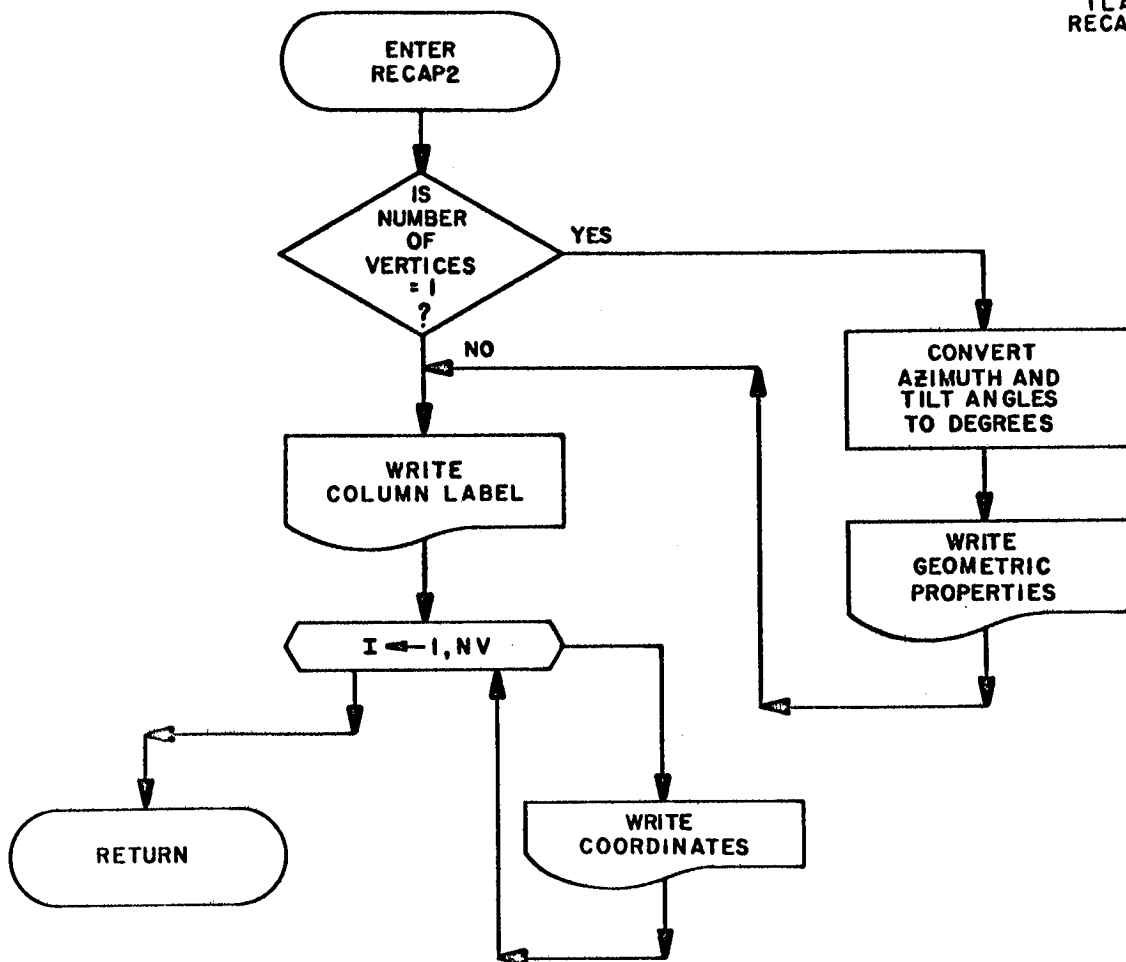 RECA
ENTER
RECAP2
IS
NUMBER
OF
VERTICES
= 1
?
YES
NO
CONVERT
AZIMUTH AND
TILT ANGLES
TO DEGREES
WRITE
COLUMN LABEL
WRITE
GEOMETRIC
PROPERTIES
I ← 1, NV
WRITE
COORDINATES
RETURN